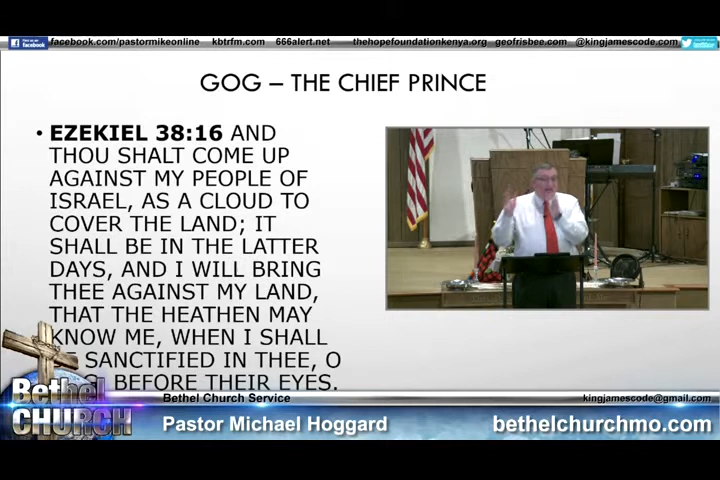 facebook.com/pastormikeonline kbtrfm.com 666alert.net thehopefoundationkenya.org geofrisbee.com @kingjamescode.com
GOG – THE CHIEF PRINCE
• EZEKIEL 38:16 AND
THOU SHALT COME UP
AGAINST MY PEOPLE OF
ISRAEL, AS A CLOUD TO
COVER THE LAND; IT
SHALL BE IN THE LATTER
DAYS, AND I WILL BRING
THEE AGAINST MY LAND,
THAT THE HEATHEN MAY
KNOW ME, WHEN I SHALL
SANCTIFIED IN THEE, O
BEFORE THEIR EYES.
Bethel
CHURCH
Bethel Church Service kingjamescode@gmail.com
Pastor Michael Hoggard bethelchurchmo.com